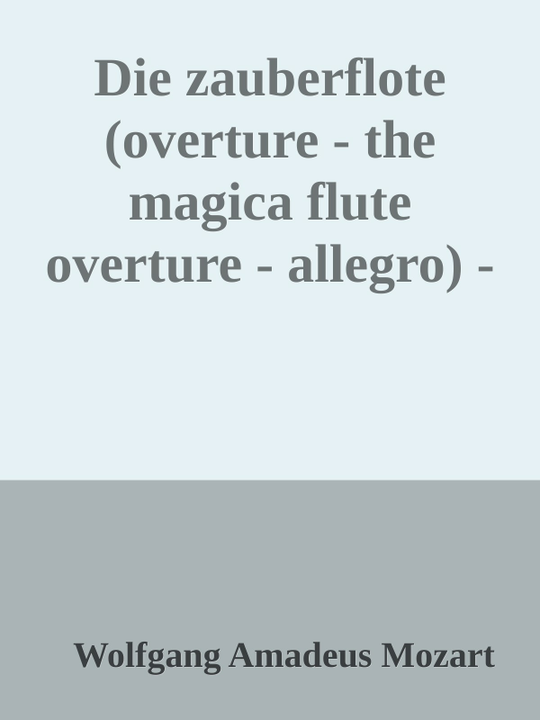 Die zauberflote
(overture - the
magica flute
overture - allegro) -
Wolfgang Amadeus Mozart